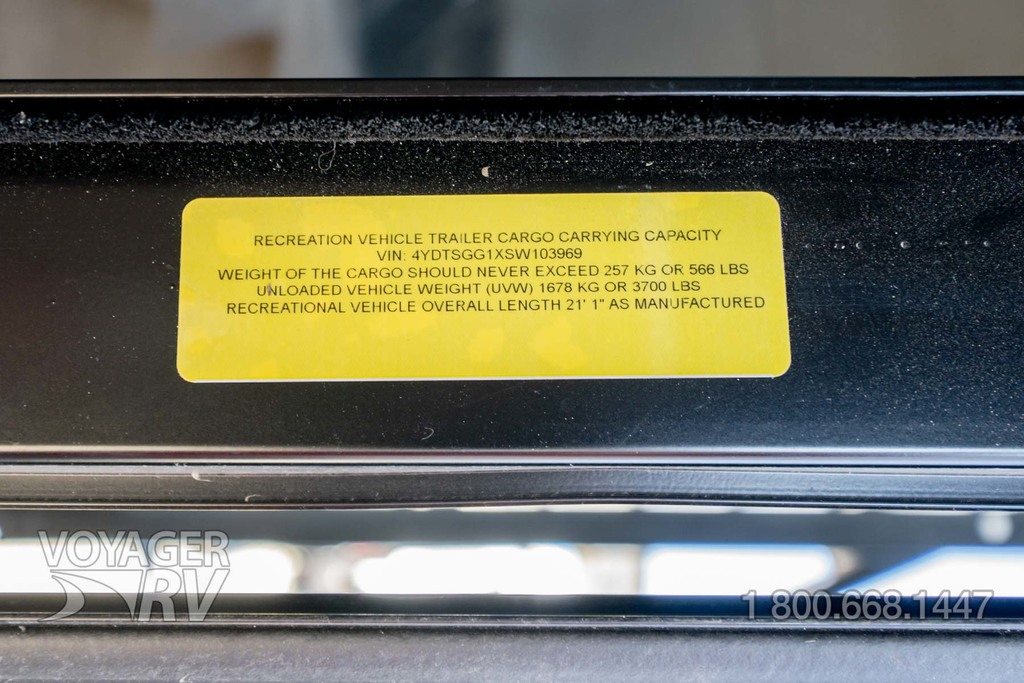 RECREATION VEHICLE TRAILER CARGO CARRYING CAPACITY
VIN: 4YDTSGG1XSW103969
WEIGHT OF THE CARGO SHOULD NEVER EXCEED 257 KG OR 566 LBS
UNLOADED VEHICLE WEIGHT (UVW) 1678 KG OR 3700 LBS
RECREATIONAL VEHICLE OVERALL LENGTH 21' 1" AS MANUFACTURED
VOYAGER
RV
1 800.668.1447